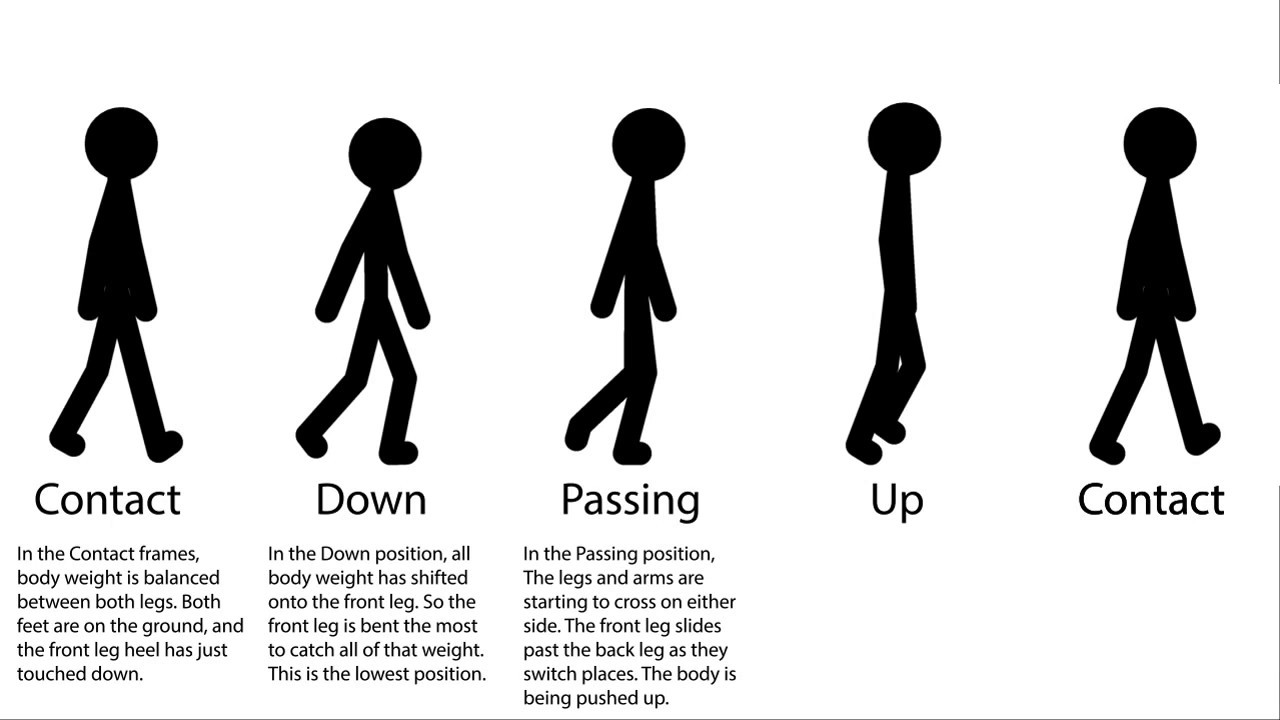 Contact
Down
Passing
Up
Contact
In the Contact frames,
body weight is balanced
between both legs. Both
feet are on the ground, and
the front leg heel has just
touched down.
In the Down position, all
body weight has shifted
onto the front leg. So the
front leg is bent the most
to catch all of that weight.
This is the lowest position.
In the Passing position,
The legs and arms are
starting to cross on either
side. The front leg slides
past the back leg as they
switch places. The body is
being pushed up.